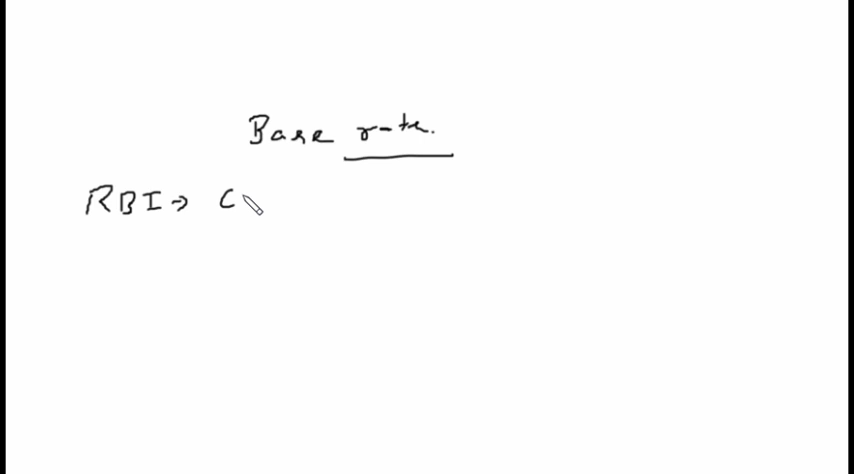 Base rate.
RBI → C